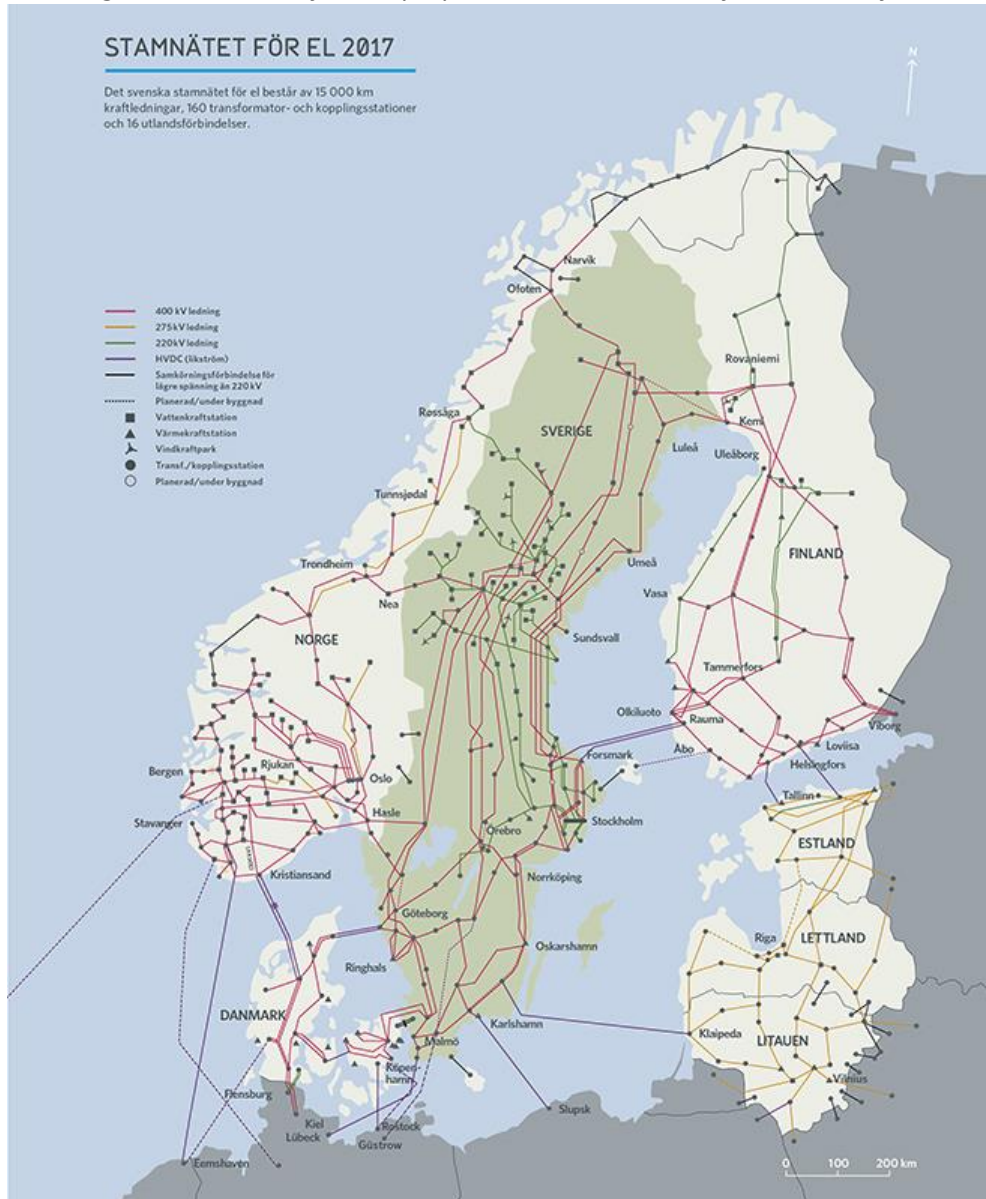 STAMNÄTET FÖR EL 2017
Det svenska stamnätet för el består av 15 000 km
kraftledningar, 160 transformator- och kopplingsstationer
och 16 utlandsförbindelser.
N
400 kV ledning
275 kV ledning
220 kV ledning
HVDC (likström)
Samkörningsförbindelse för
lägre spänning än 220 kV
Planerad/under byggnad
Vattenkraftstation
Värmekraftstation
Vindkraftpark
Transf./kopplingsstation
Planerad/under byggnad
Narvik
Ofoten
Rovaniemi
Røssåga
Kemi
SVERIGE
Luleå
Uleåborg
Tunnsjødal
FINLAND
Trondheim
Umeå
Nea
Vasa
NORGE
Sundsvall
Tammerfors
Olkiluoto
Rauma
Viborg
Åbo
Loviisa
Forsmark
Helsingfors
Bergen
Rjukan
Oslo
Tallinn
Stavanger
Hasle
Örebro
Stockholm
ESTLAND
Kristiansand
Norrköping
Göteborg
Riga
LETTLAND
Oskarshamn
Ringhals
DANMARK
Karlshamn
Klaipeda
LITAUEN
Malmö
Köpen-
hamn
Vilnius
Flensburg
Slupsk
Kiel
Rostock
Lübeck
Güstrow
Eemshaven
0 100 200 km